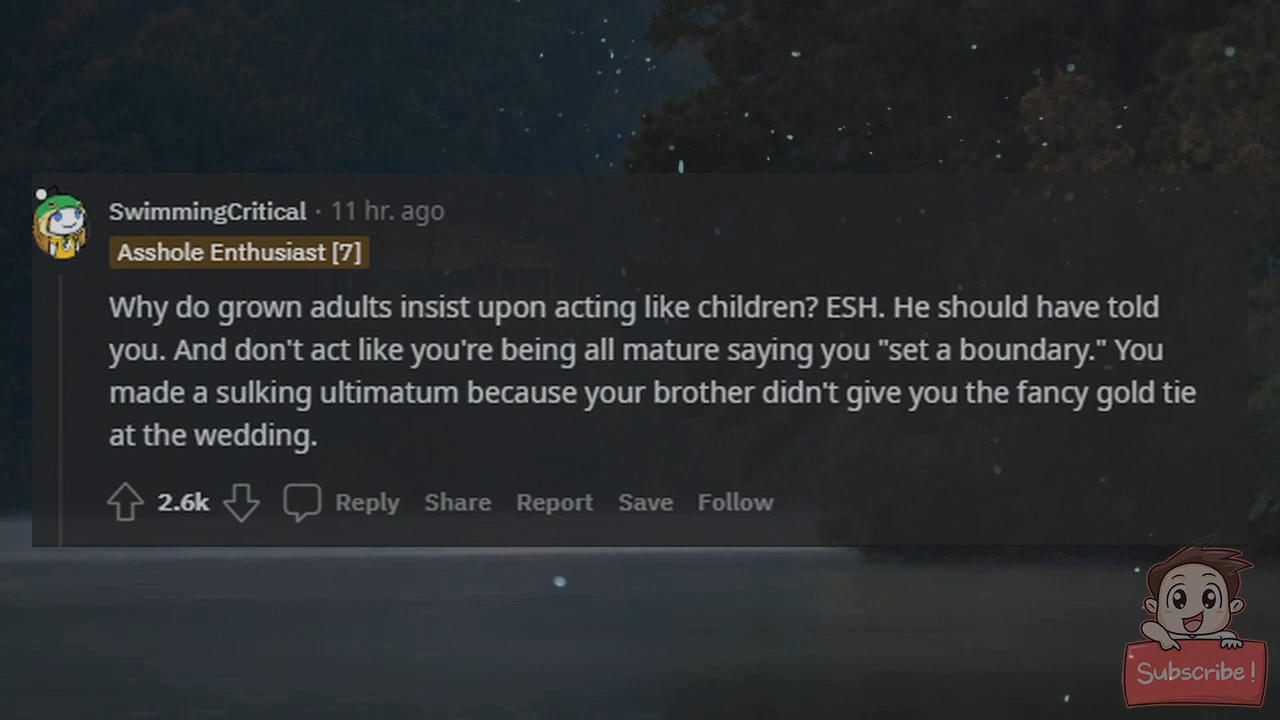 SwimmingCritical · 11 hr. ago
Asshole Enthusiast [7]
Why do grown adults insist upon acting like children? ESH. He should have told
you. And don't act like you're being all mature saying you "set a boundary." You
made a sulking ultimatum because your brother didn't give you the fancy gold tie
at the wedding.
2.6k Reply Share Report Save Follow
Subscribe!